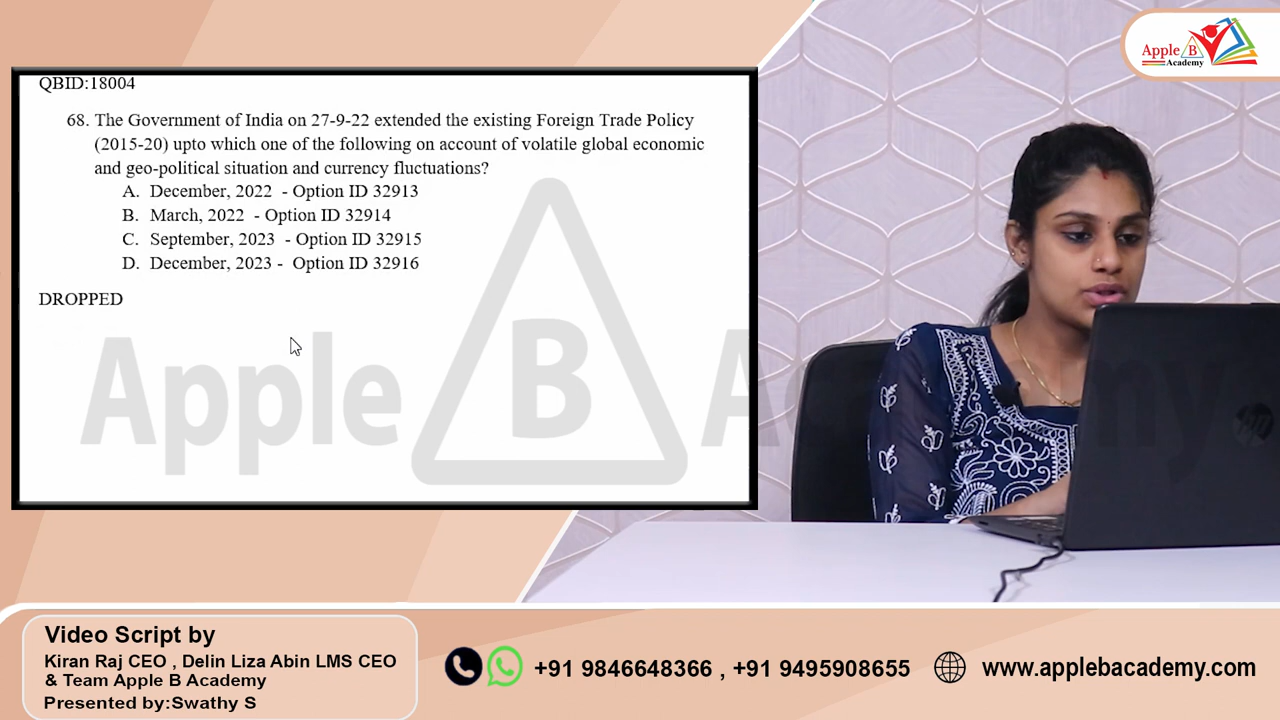 Apple B
Academy
QBID:18004
68. The Government of India on 27-9-22 extended the existing Foreign Trade Policy
(2015-20) upto which one of the following on account of volatile global economic
and geo-political situation and currency fluctuations?
A. December, 2022 - Option ID 32913
B. March, 2022 - Option ID 32914
C. September, 2023 - Option ID 32915
D. December, 2023 - Option ID 32916
DROPPED
Apple B Academy
Video Script by
Kiran Raj CEO , Delin Liza Abin LMS CEO
& Team Apple B Academy
Presented by:Swathy S
+91 9846648366 , +91 9495908655
www.applebacademy.com